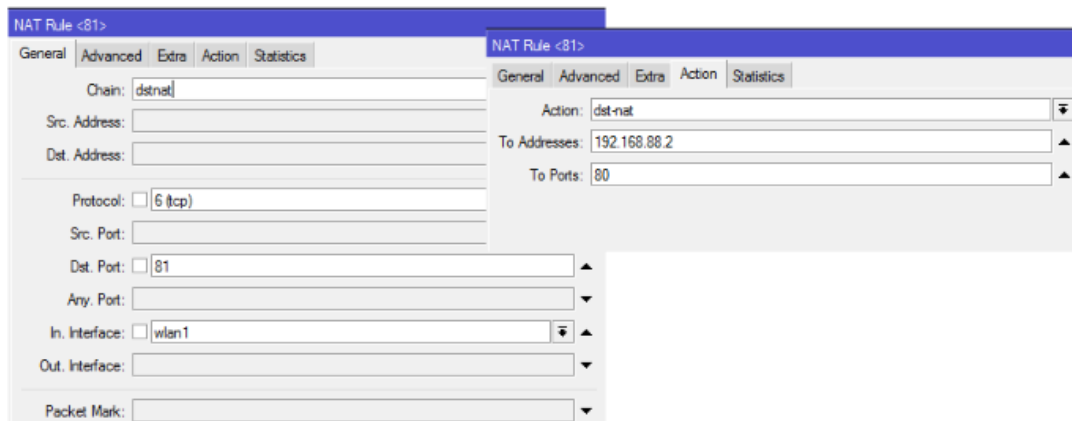 NAT Rule <81>
General Advanced Extra Action Statistics
Chain: dstnat
Src. Address:
Dst. Address:
Protocol: 6 (tcp)
Src. Port:
Dst. Port: 81
Any. Port:
In. Interface: wlan1
Out. Interface:
Packet Mark:
NAT Rule <81>
General Advanced Extra Action Statistics
Action: dst-nat
To Addresses: 192.168.88.2
To Ports: 80